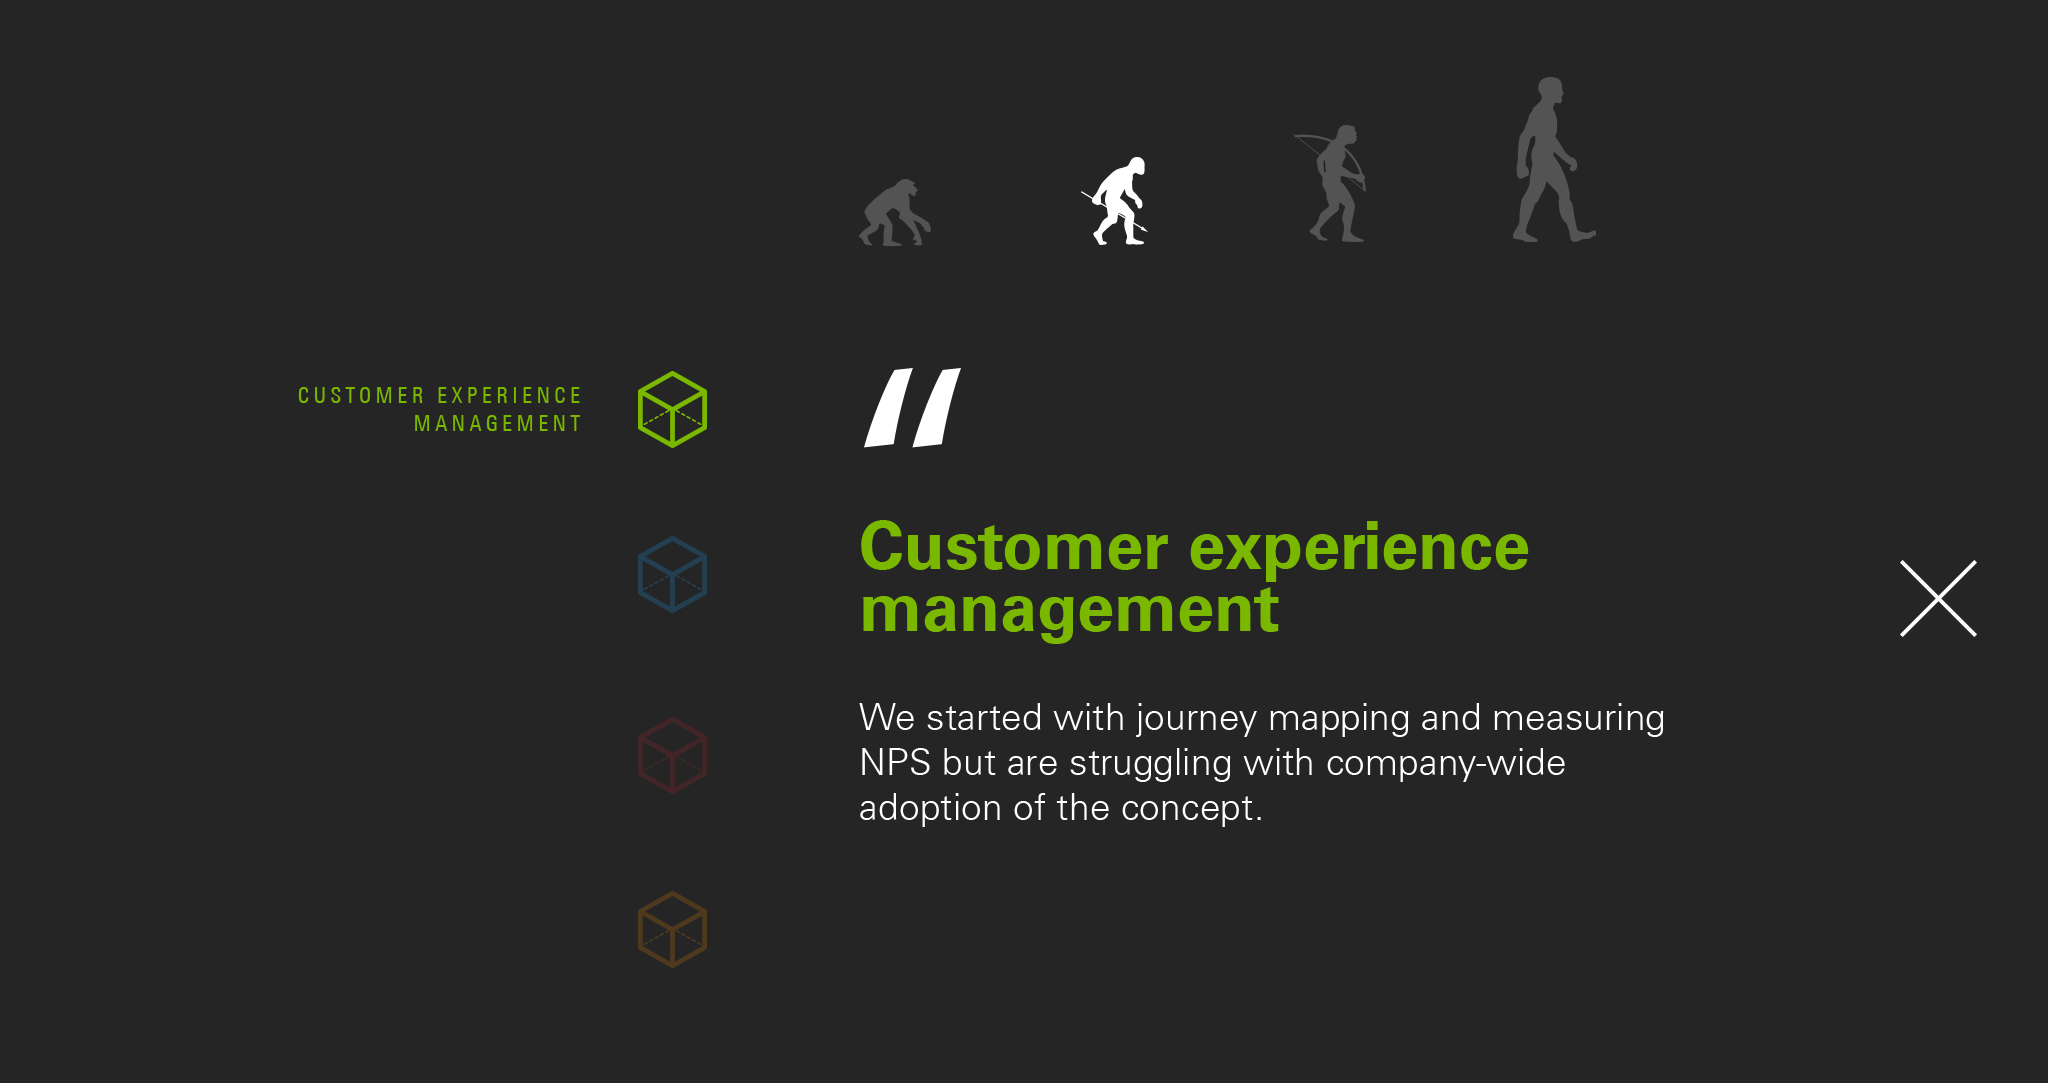 CUSTOMER EXPERIENCE
MANAGEMENT
“
Customer experience
management
We started with journey mapping and measuring
NPS but are struggling with company-wide
adoption of the concept.